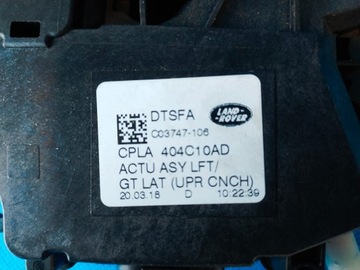 DTSFA
LAND-
ROVER
C03747-106
CPLA 404C10AD
ACTU ASY LFT/
GT LAT (UPR CNCH)
20.03.18 D 10:22:39